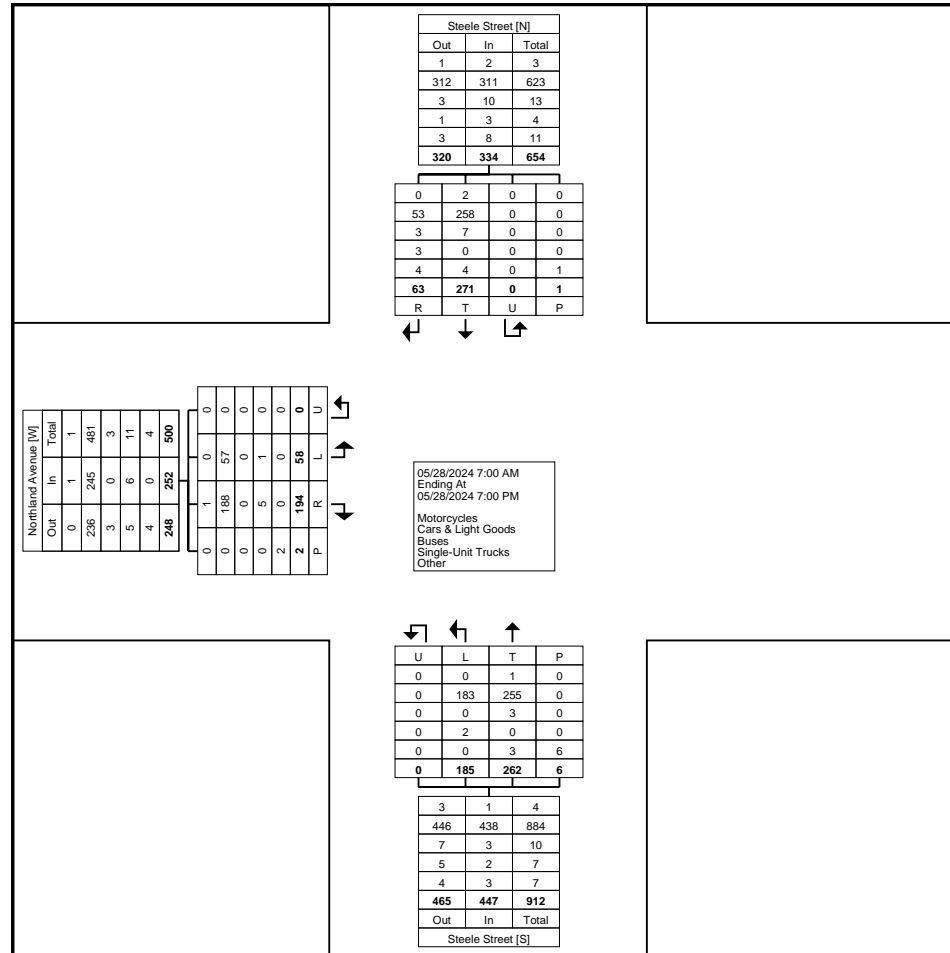 Steele Street [N]
Out In Total
1 2 3
312 311 623
3 10 13
1 3 4
3 8 11
320 334 654
0 2 0 0
53 258 0 0
3 7 0 0
3 0 0 0
4 4 0 1
63 271 0 1
R T U P
Northland Avenue [W]
Out In Total
0 1 1
236 245 481
3 0 3
5 6 11
4 0 4
248 252 500
0 0 1 0
0 57 188 0
0 0 0 0
0 1 5 0
0 0 0 2
0 58 194 2
U L R P
05/28/2024 7:00 AM
Ending At
05/28/2024 7:00 PM
Motorcycles
Cars & Light Goods
Buses
Single-Unit Trucks
Other
U L T P
0 0 1 0
0 183 255 0
0 0 3 0
0 2 0 0
0 0 3 6
0 185 262 6
3 1 4
446 438 884
7 3 10
5 2 7
4 3 7
465 447 912
Out In Total
Steele Street [S]